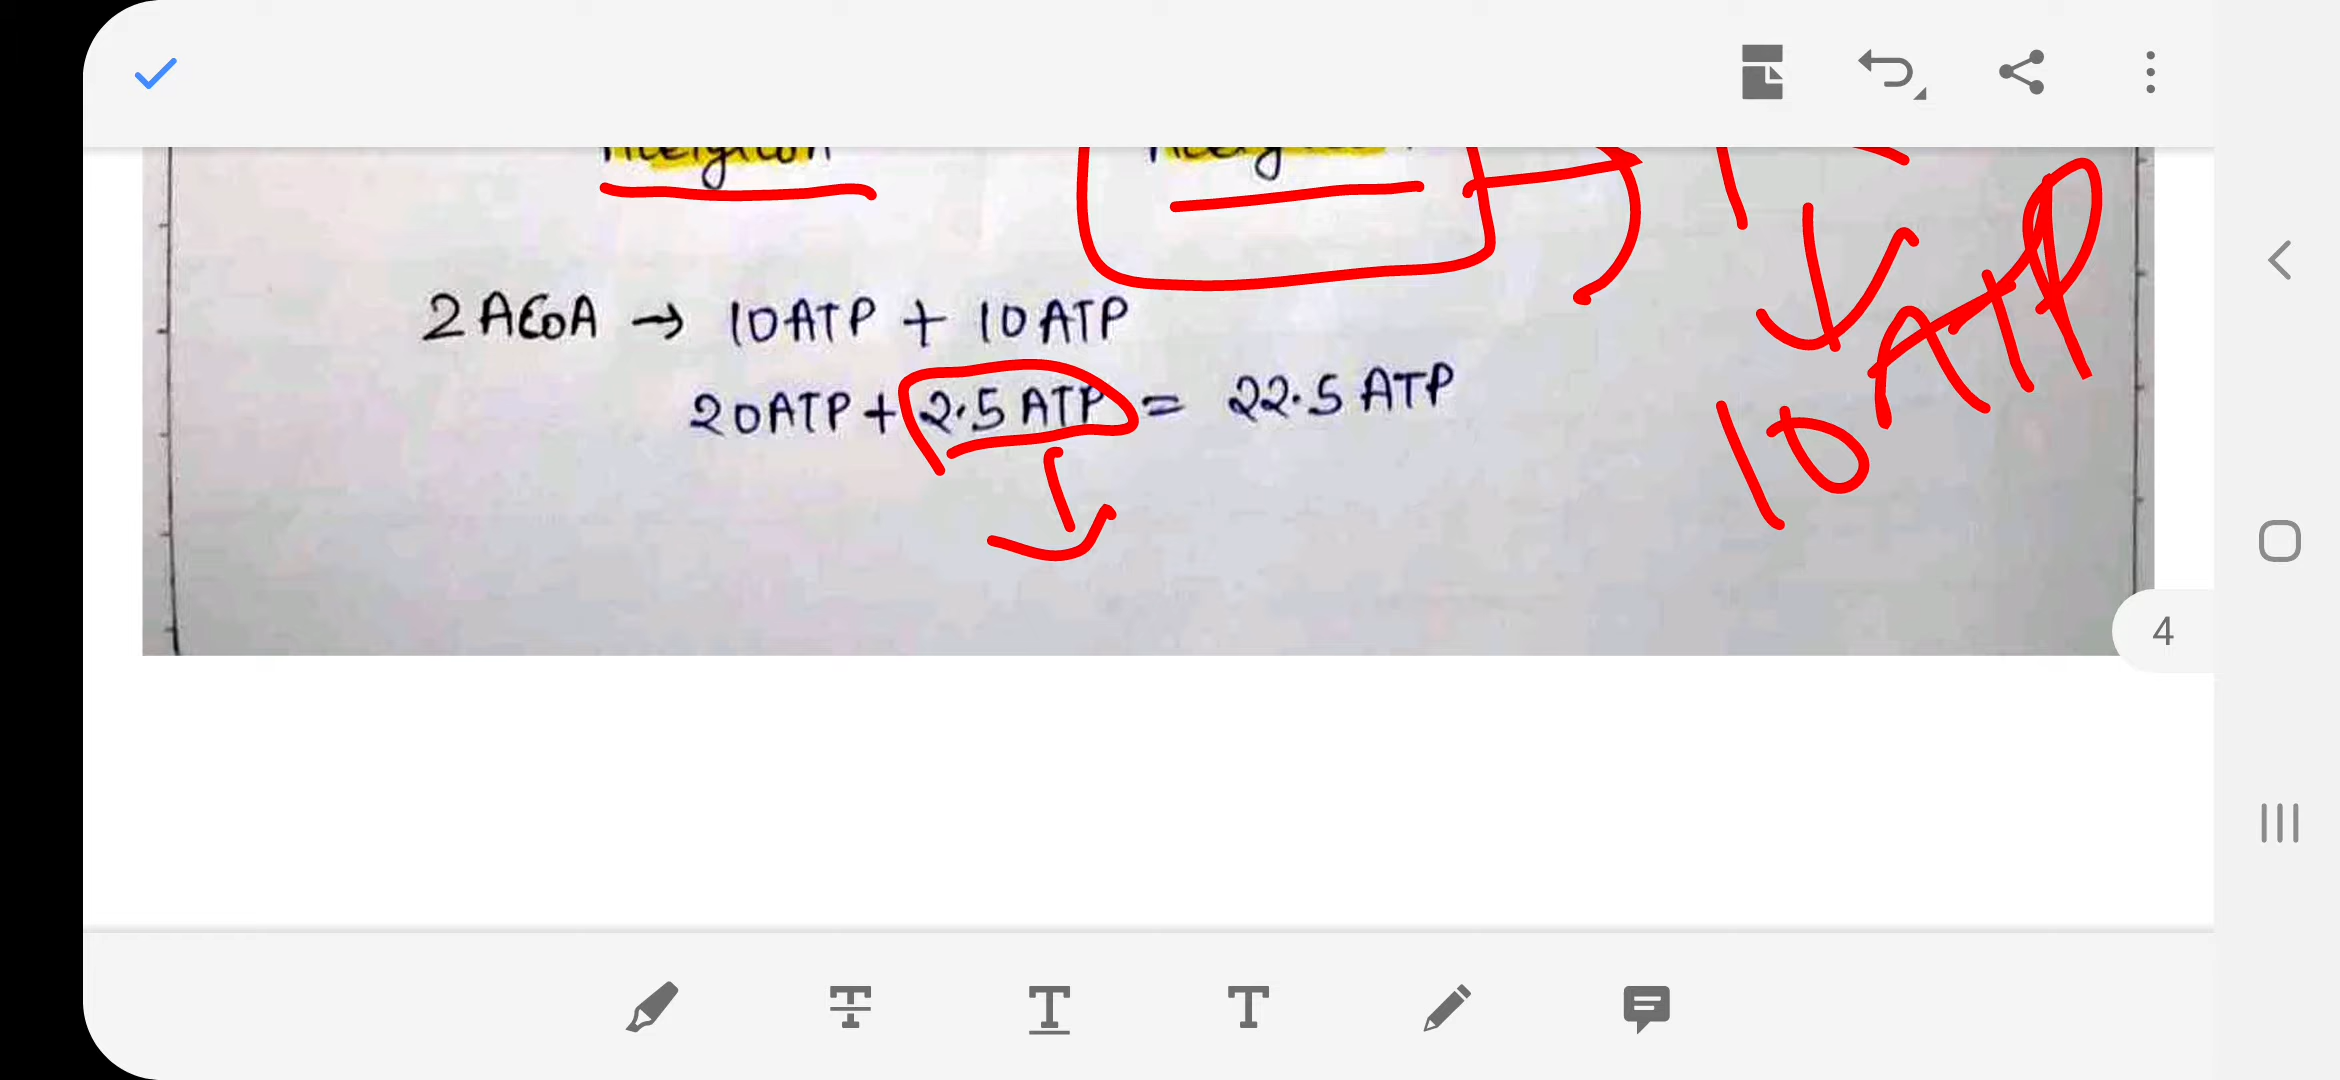 2 ACoA → 10 ATP + 10 ATP
20 ATP + 2.5 ATP = 22.5 ATP
10 ATP
4